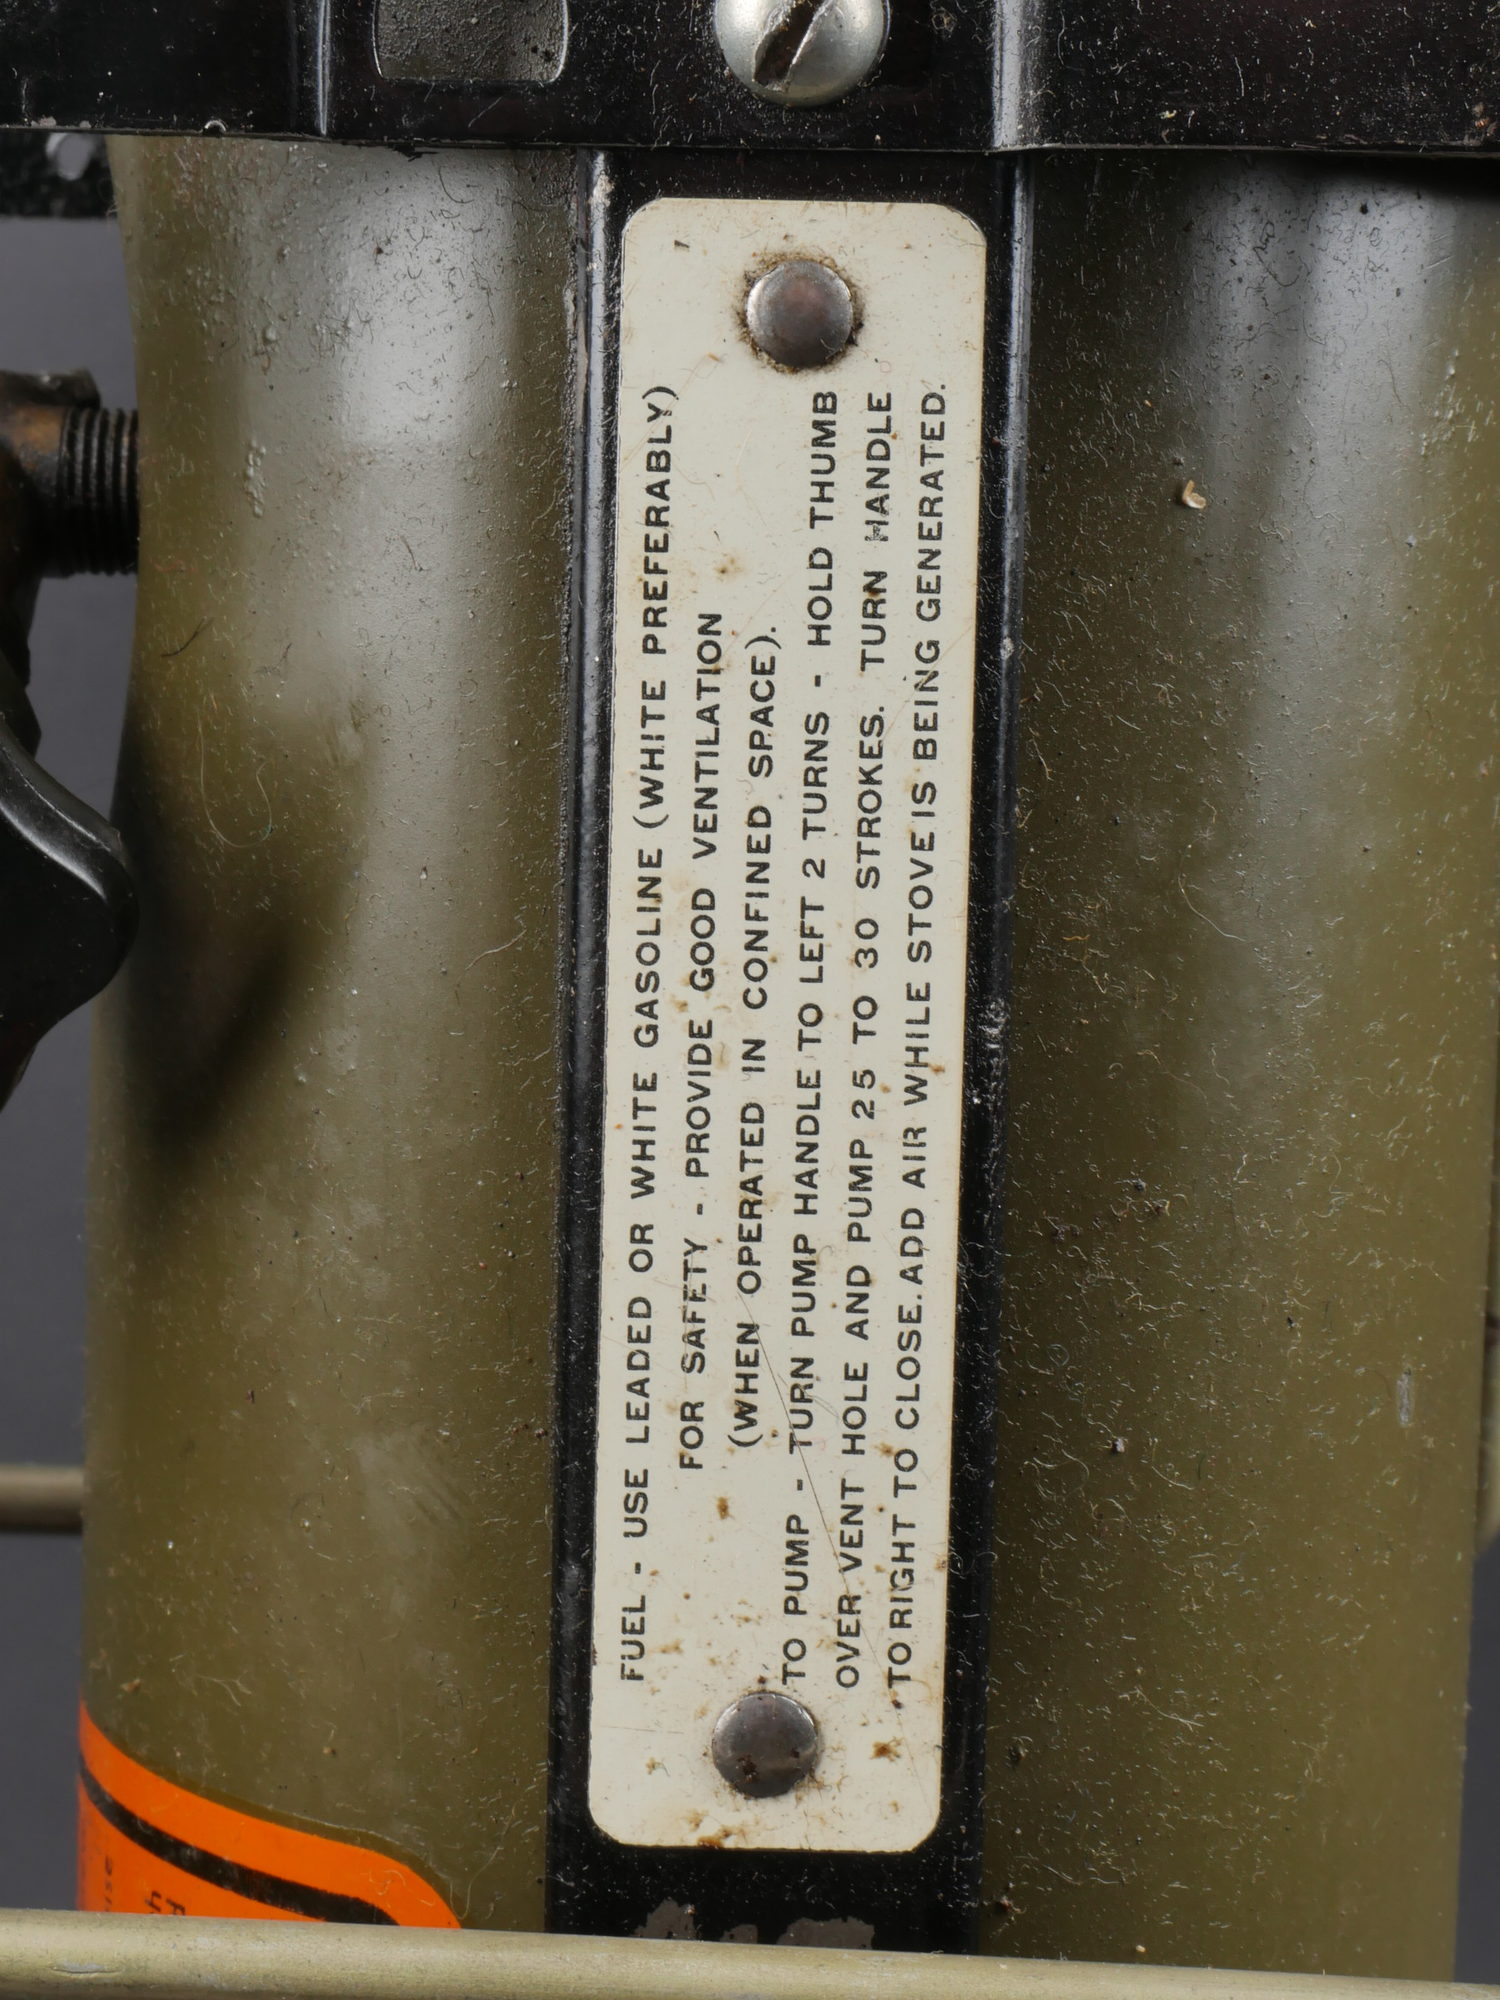 FUEL - USE LEADED OR WHITE GASOLINE (WHITE PREFERABLY)
FOR SAFETY - PROVIDE GOOD VENTILATION
(WHEN OPERATED IN CONFINED SPACE).
TO PUMP - TURN PUMP HANDLE TO LEFT 2 TURNS - HOLD THUMB
OVER VENT HOLE AND PUMP 25 TO 30 STROKES. TURN HANDLE
TO RIGHT TO CLOSE. ADD AIR WHILE STOVE IS BEING GENERATED.